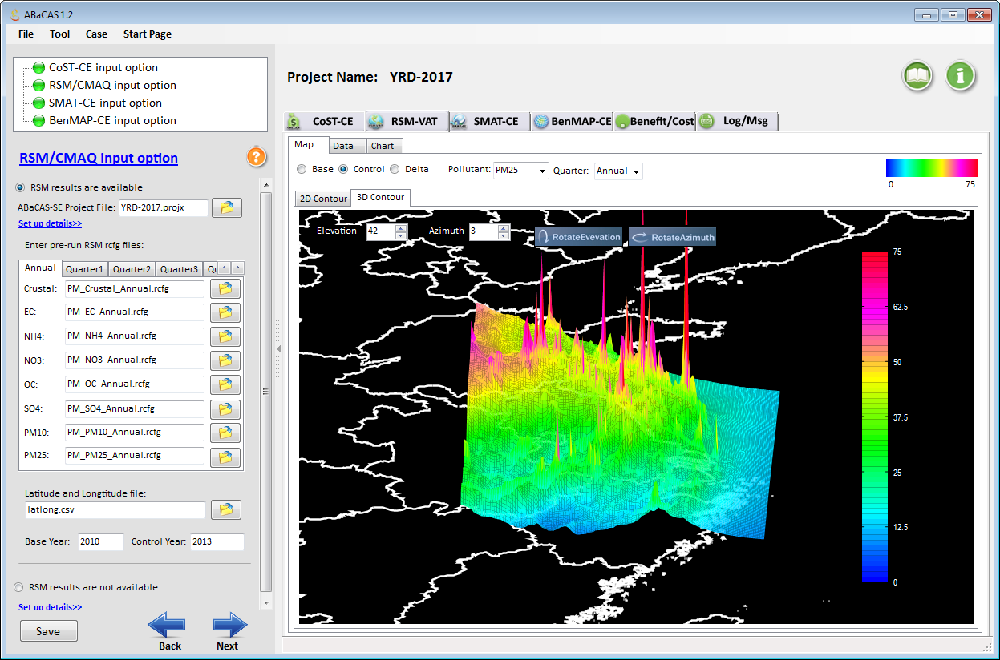 ABaCAS 1.2
File Tool Case Start Page
CoST-CE input option
RSM/CMAQ input option
SMAT-CE input option
BenMAP-CE input option
Project Name: YRD-2017
CoST-CE RSM-VAT SMAT-CE BenMAP-CE Benefit/Cost Log/Msg
RSM/CMAQ input option
?
RSM results are available
ABaCAS-SE Project File: YRD-2017.projx
Set up details>>
Enter pre-run RSM rcfg files:
Annual Quarter1 Quarter2 Quarter3 Qu
Crustal: PM_Crustal_Annual.rcfg
EC: PM_EC_Annual.rcfg
NH4: PM_NH4_Annual.rcfg
NO3: PM_NO3_Annual.rcfg
OC: PM_OC_Annual.rcfg
SO4: PM_SO4_Annual.rcfg
PM10: PM_PM10_Annual.rcfg
PM25: PM_PM25_Annual.rcfg
Latitude and Longtitude file:
latlong.csv
Base Year: 2010 Control Year: 2013
RSM results are not available
Set up details>>
Save
Back
Next
Map Data Chart
Base Control Delta Pollutant: PM25 Quarter: Annual
0 75
2D Contour 3D Contour
Elevation 42 Azimuth 3 RotateEvevation RotateAzimuth
75
62.5
50
37.5
25
12.5
0